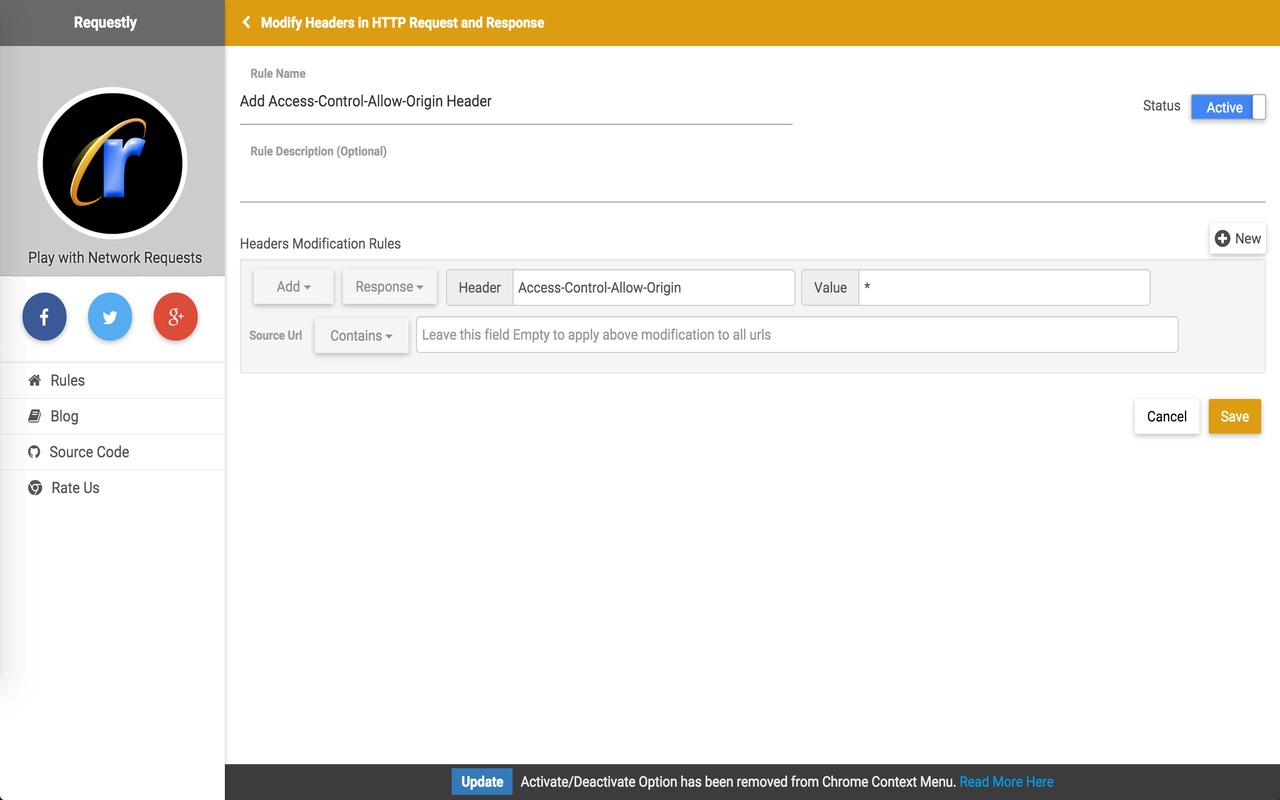 Requestly
Modify Headers in HTTP Request and Response
Rule Name
Add Access-Control-Allow-Origin Header
Status Active
Rule Description (Optional)
r
Play with Network Requests
Headers Modification Rules
New
Add Response Header Access-Control-Allow-Origin Value *
Source Url Contains Leave this field Empty to apply above modification to all urls
f
g+
Rules
Blog
Source Code
Rate Us
Cancel Save
Update Activate/Deactivate Option has been removed from Chrome Context Menu. Read More Here